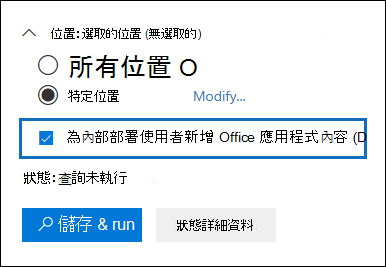 位置: 選取的位置 (無選取的)
所有位置 O
特定位置 Modify...
為內部部署使用者新增 Office 應用程式內容 (D
狀態: 查詢未執行
儲存 & run 狀態詳細資料